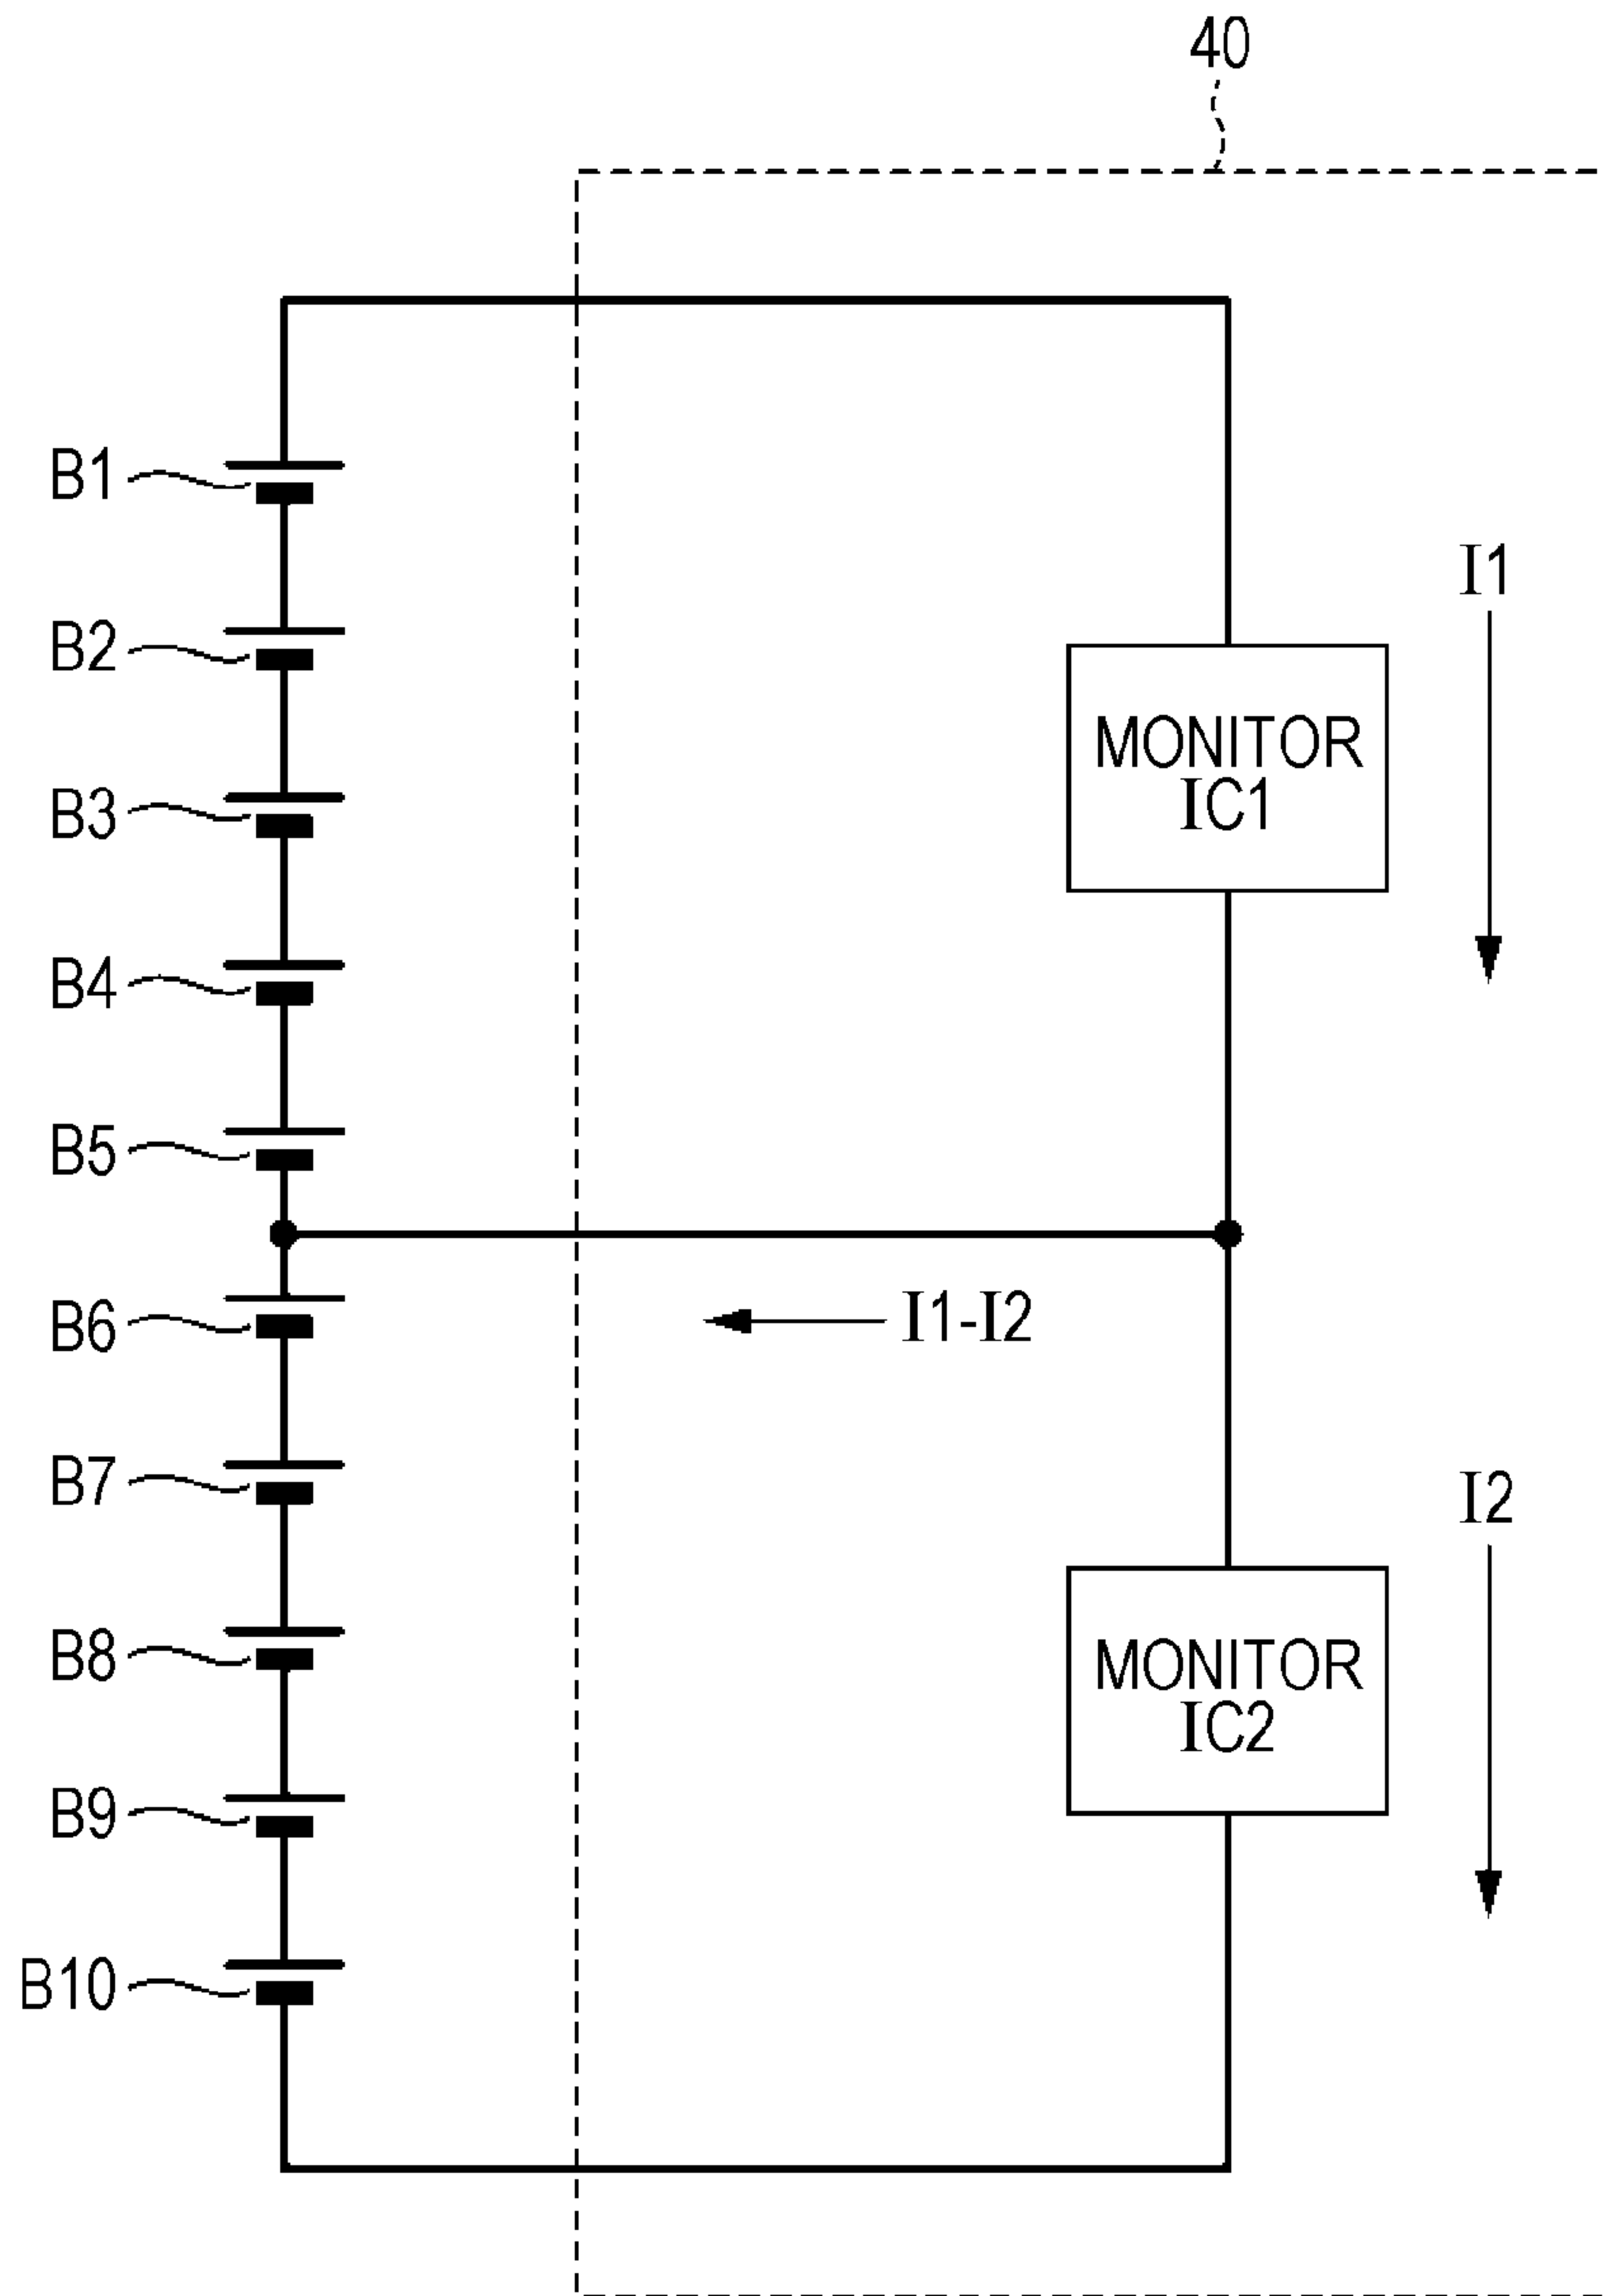 40
B1
I1
B2
MONITOR
IC1
B3
B4
B5
B6
I1-I2
B7
I2
B8
MONITOR
IC2
B9
B10